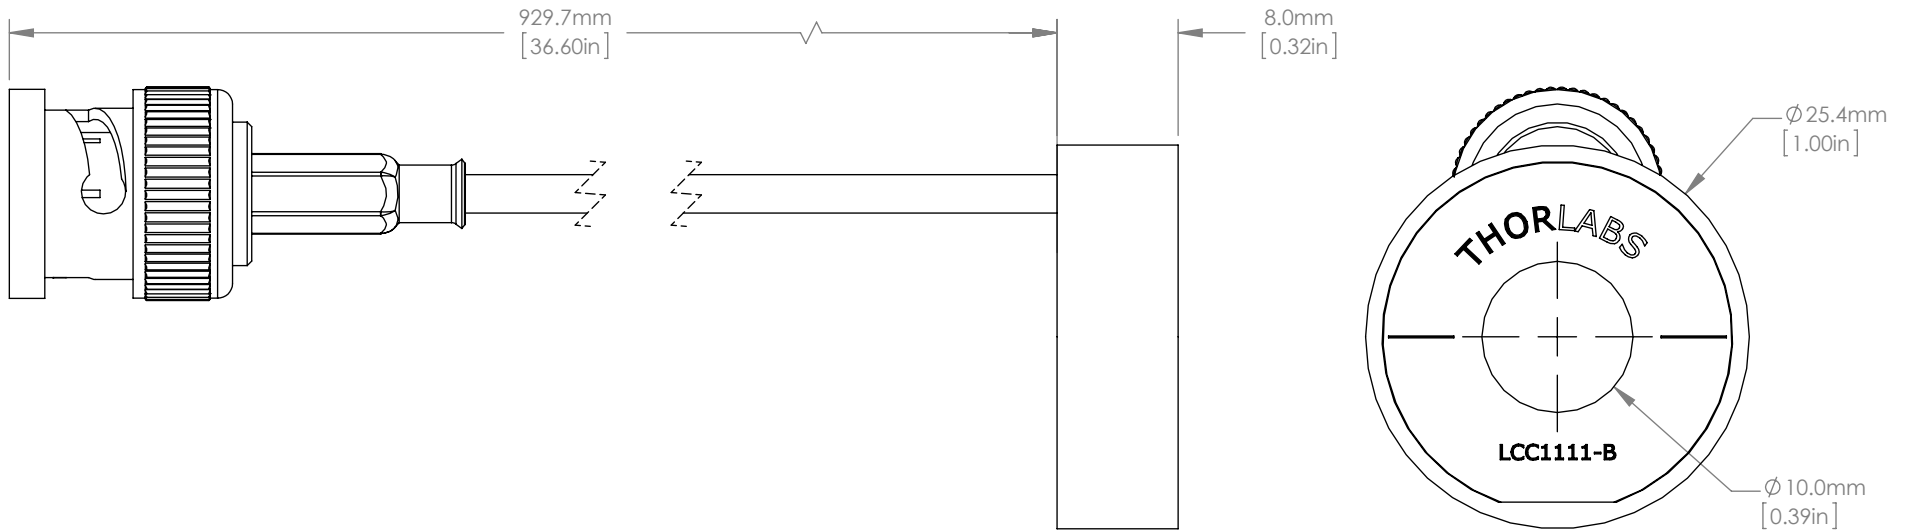 929.7mm
[36.60in]
8.0mm
[0.32in]
Ø25.4mm
[1.00in]
THORLABS
LCC1111-B
Ø10.0mm
[0.39in]